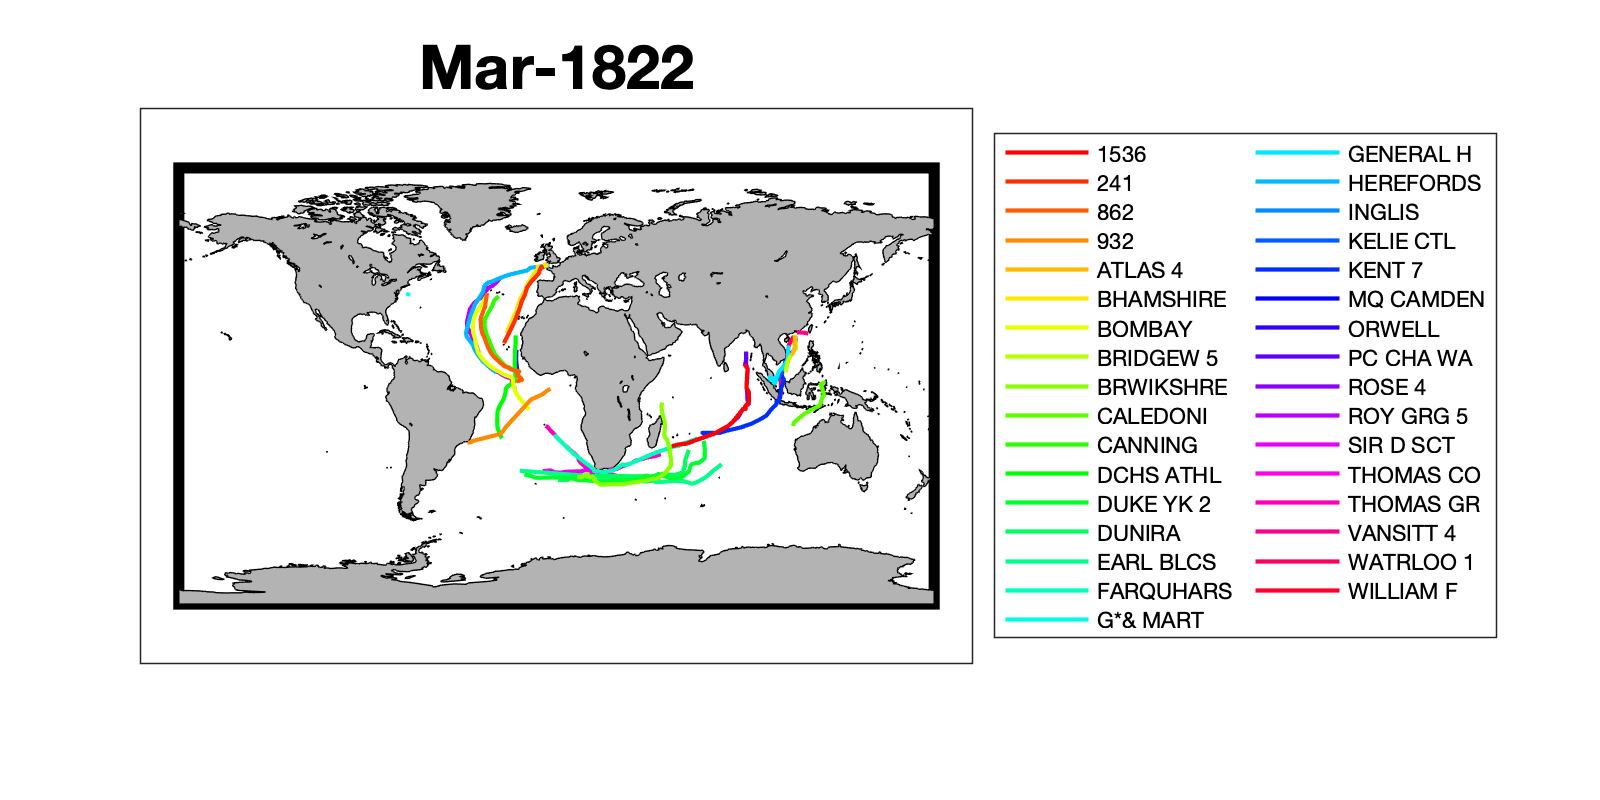 Mar-1822
1536
241
862
932
ATLAS 4
BHAMSHIRE
BOMBAY
BRIDGEW 5
BRWIKSHRE
CALEDONI
CANNING
DCHS ATHL
DUKE YK 2
DUNIRA
EARL BLCS
FARQUHARS
G*& MART
GENERAL H
HEREFORDS
INGLIS
KELIE CTL
KENT 7
MQ CAMDEN
ORWELL
PC CHA WA
ROSE 4
ROY GRG 5
SIR D SCT
THOMAS CO
THOMAS GR
VANSITT 4
WATRLOO 1
WILLIAM F